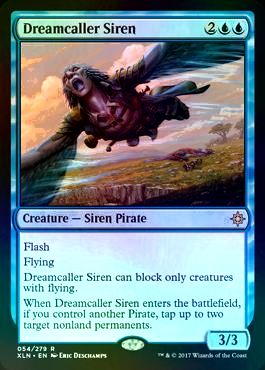 Dreamcaller Siren 2
Creature — Siren Pirate
Flash
Flying
Dreamcaller Siren can block only creatures
with flying.
When Dreamcaller Siren enters the battlefield,
if you control another Pirate, tap up to two
target nonland permanents.
3/3
054/279 R
XLN • EN Eric Deschamps
™ & © 2017 Wizards of the Coast